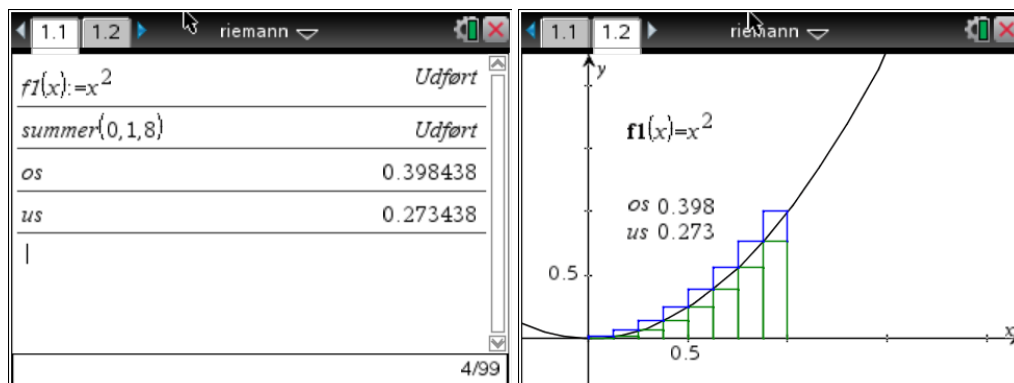 1.1 1.2 riemann
f1(x):=x² Udført
summer(0,1,8) Udført
os 0.398438
us 0.273438
4/99
1.1 1.2 riemann
y
f1(x)=x²
os 0.398
us 0.273
0.5
0.5
x